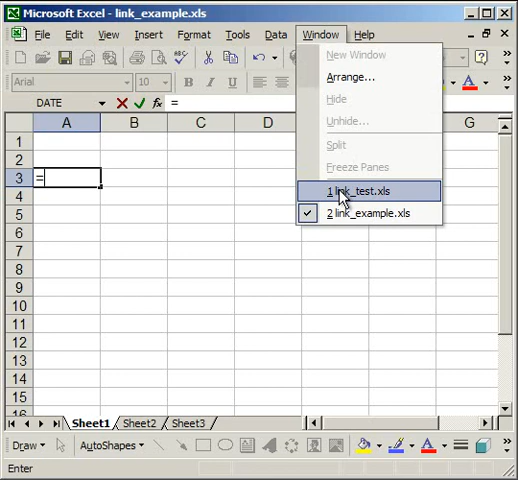 Microsoft Excel - link_example.xls
File Edit View Insert Format Tools Data Window Help
Arial 10 B I U
DATE fx =
New Window
Arrange...
Hide
Unhide...
Split
Freeze Panes
1 link_test.xls
2 link_example.xls
A B C D G
1
2
3 =
4
5
6
7
8
9
10
11
12
13
14
15
16
Sheet1 Sheet2 Sheet3
Draw AutoShapes
Enter